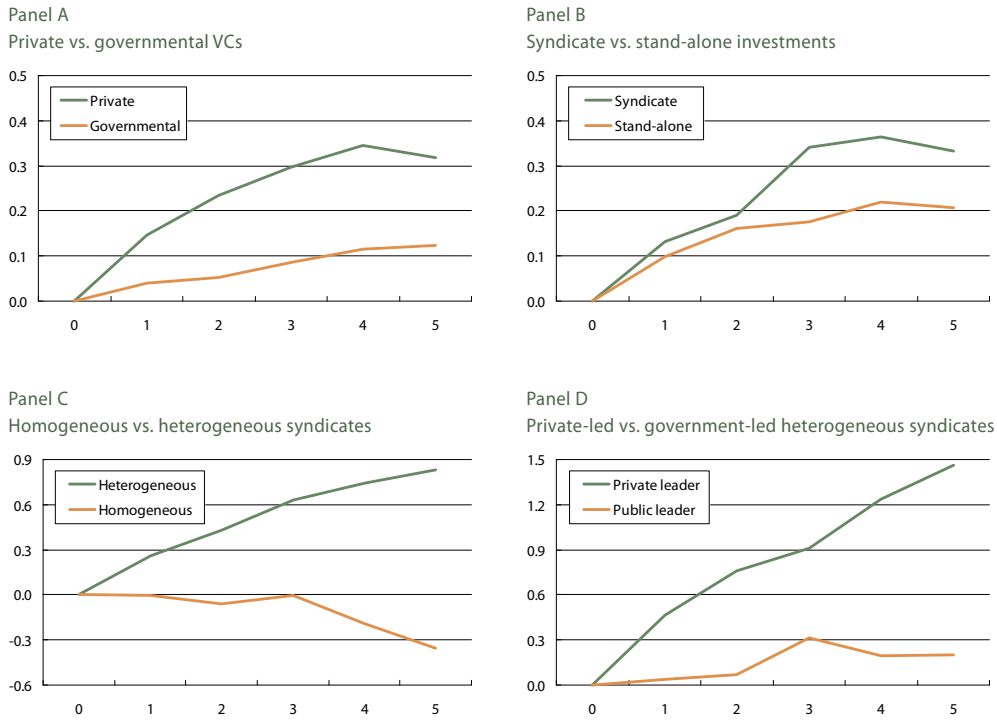 Panel A
Private vs. governmental VCs
0.5
0.4
0.3
0.2
0.1
0.0
Private
Governmental
0 1 2 3 4 5
Panel B
Syndicate vs. stand-alone investments
0.5
0.4
0.3
0.2
0.1
0.0
Syndicate
Stand-alone
0 1 2 3 4 5
Panel C
Homogeneous vs. heterogeneous syndicates
0.9
0.6
0.3
0.0
-0.3
-0.6
Heterogeneous
Homogeneous
0 1 2 3 4 5
Panel D
Private-led vs. government-led heterogeneous syndicates
1.5
1.2
0.9
0.6
0.3
0.0
Private leader
Public leader
0 1 2 3 4 5